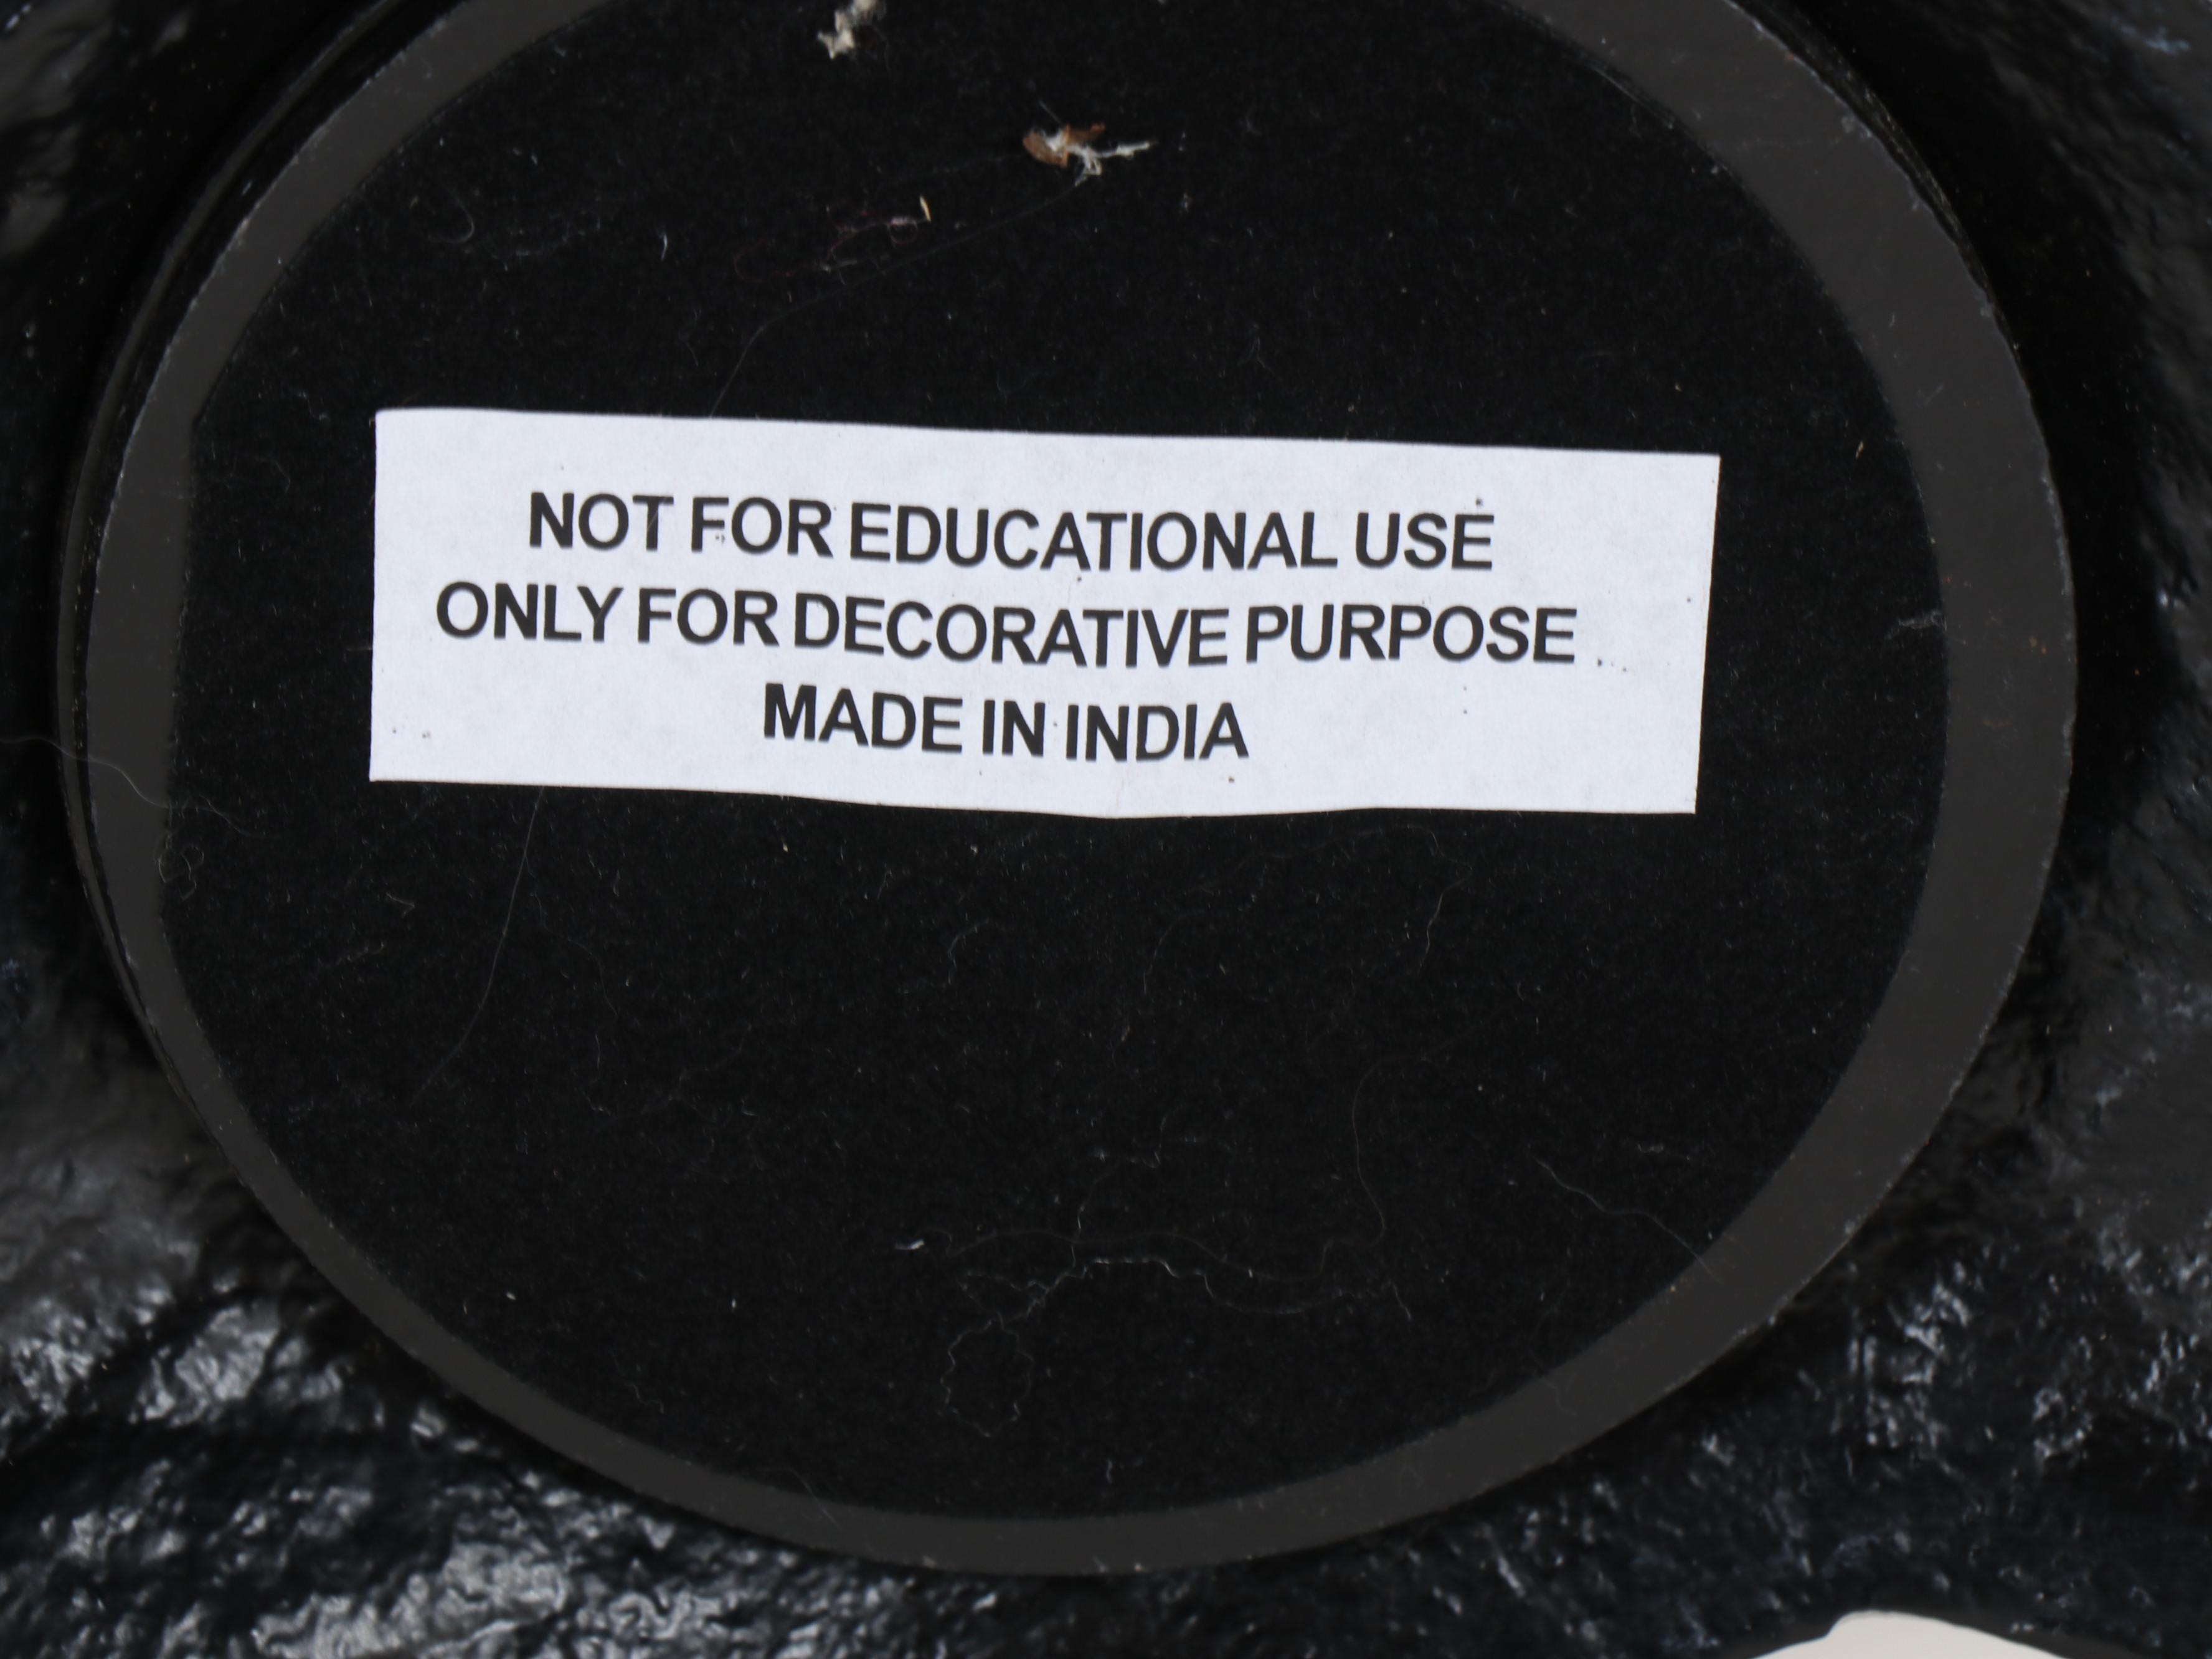 NOT FOR EDUCATIONAL USE
ONLY FOR DECORATIVE PURPOSE
MADE IN INDIA